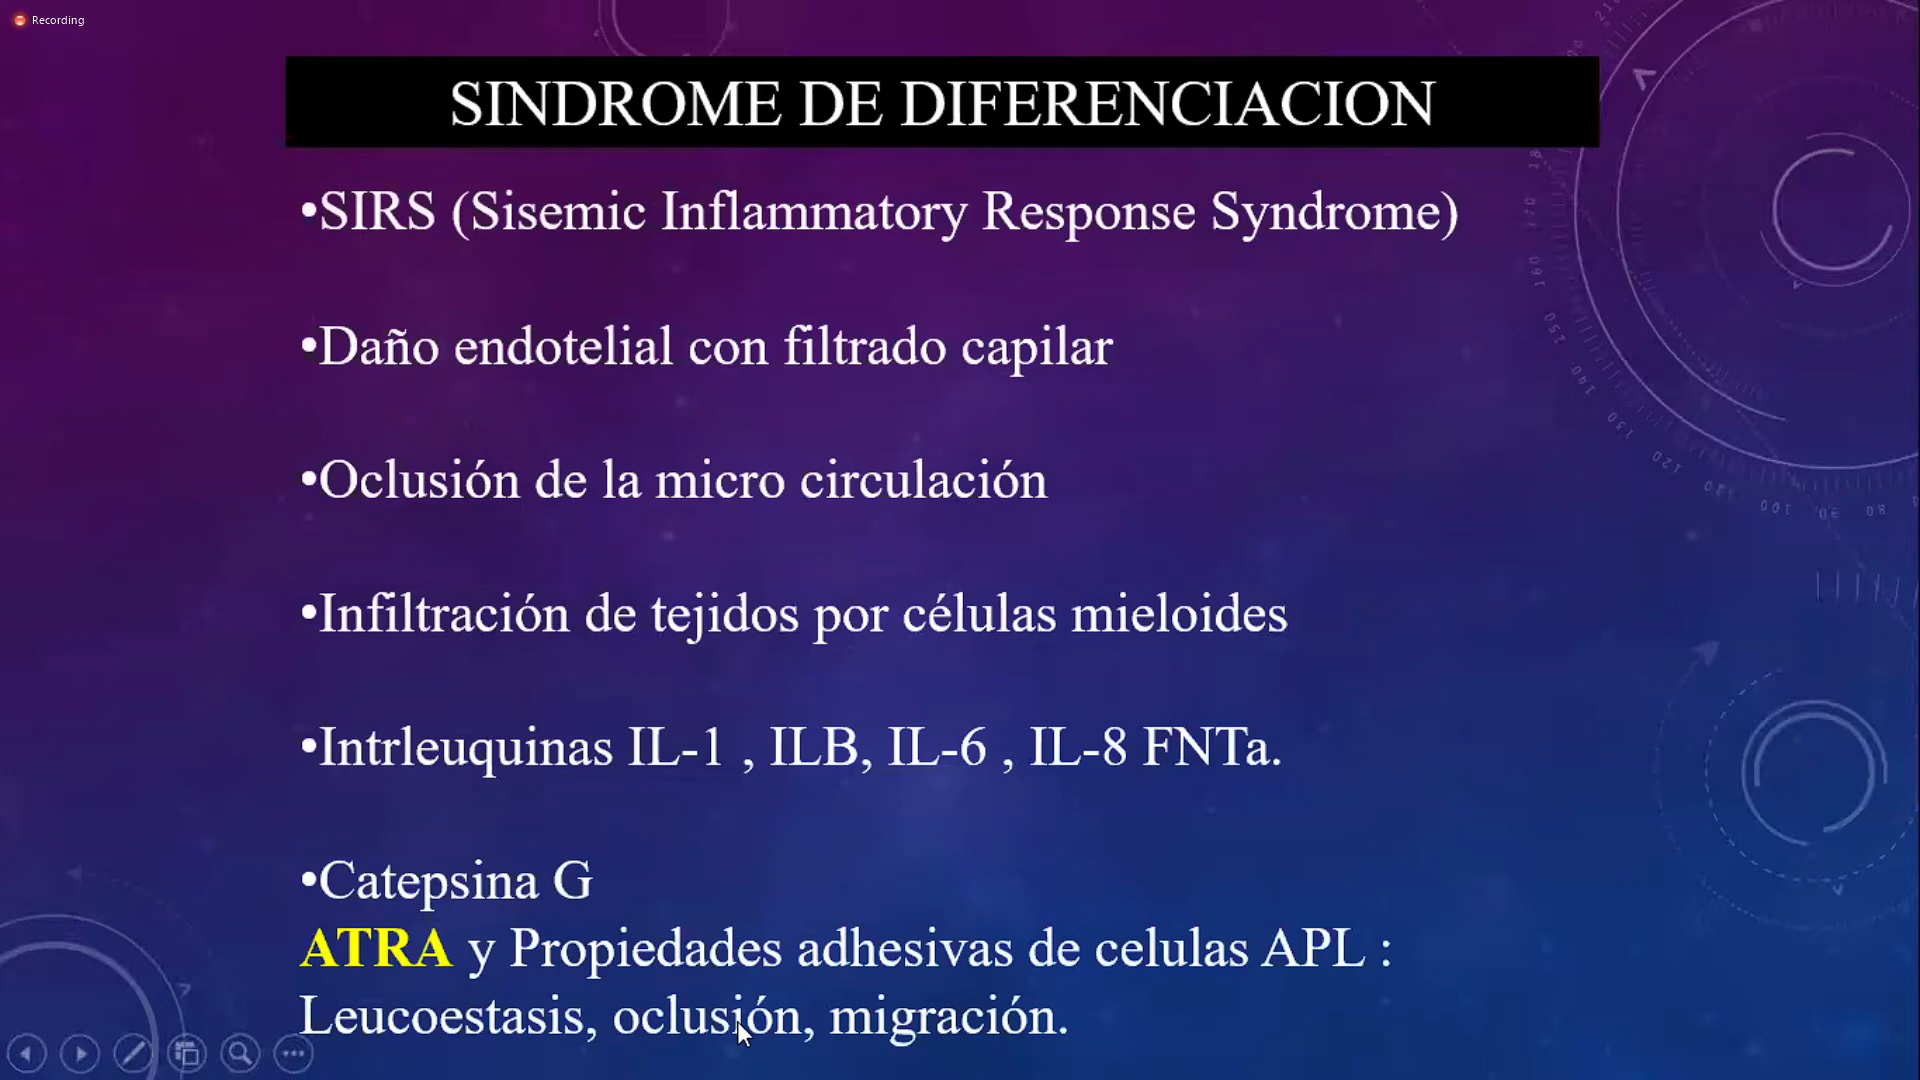 Recording
SINDROME DE DIFERENCIACION
•SIRS (Sisemic Inflammatory Response Syndrome)
•Daño endotelial con filtrado capilar
•Oclusión de la micro circulación
•Infiltración de tejidos por células mieloides
•Intrleuquinas IL-1 , ILB, IL-6 , IL-8 FNTa.
•Catepsina G
ATRA y Propiedades adhesivas de celulas APL :
Leucoestasis, oclusión, migración.